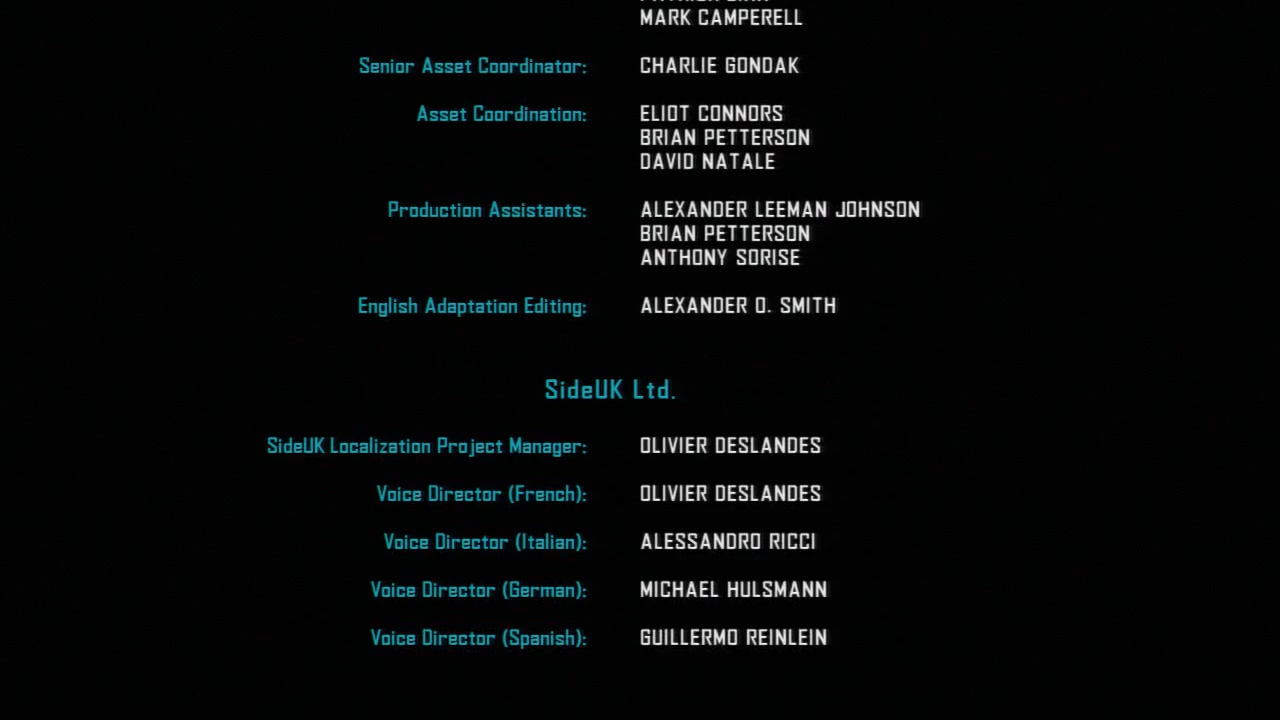 MARK CAMPERELL
Senior Asset Coordinator: CHARLIE GONDAK
Asset Coordination: ELIOT CONNORS
BRIAN PETTERSON
DAVID NATALE
Production Assistants: ALEXANDER LEEMAN JOHNSON
BRIAN PETTERSON
ANTHONY SORISE
English Adaptation Editing: ALEXANDER O. SMITH
SideUK Ltd.
SideUK Localization Project Manager: OLIVIER DESLANDES
Voice Director (French): OLIVIER DESLANDES
Voice Director (Italian): ALESSANDRO RICCI
Voice Director (German): MICHAEL HULSMANN
Voice Director (Spanish): GUILLERMO REINLEIN